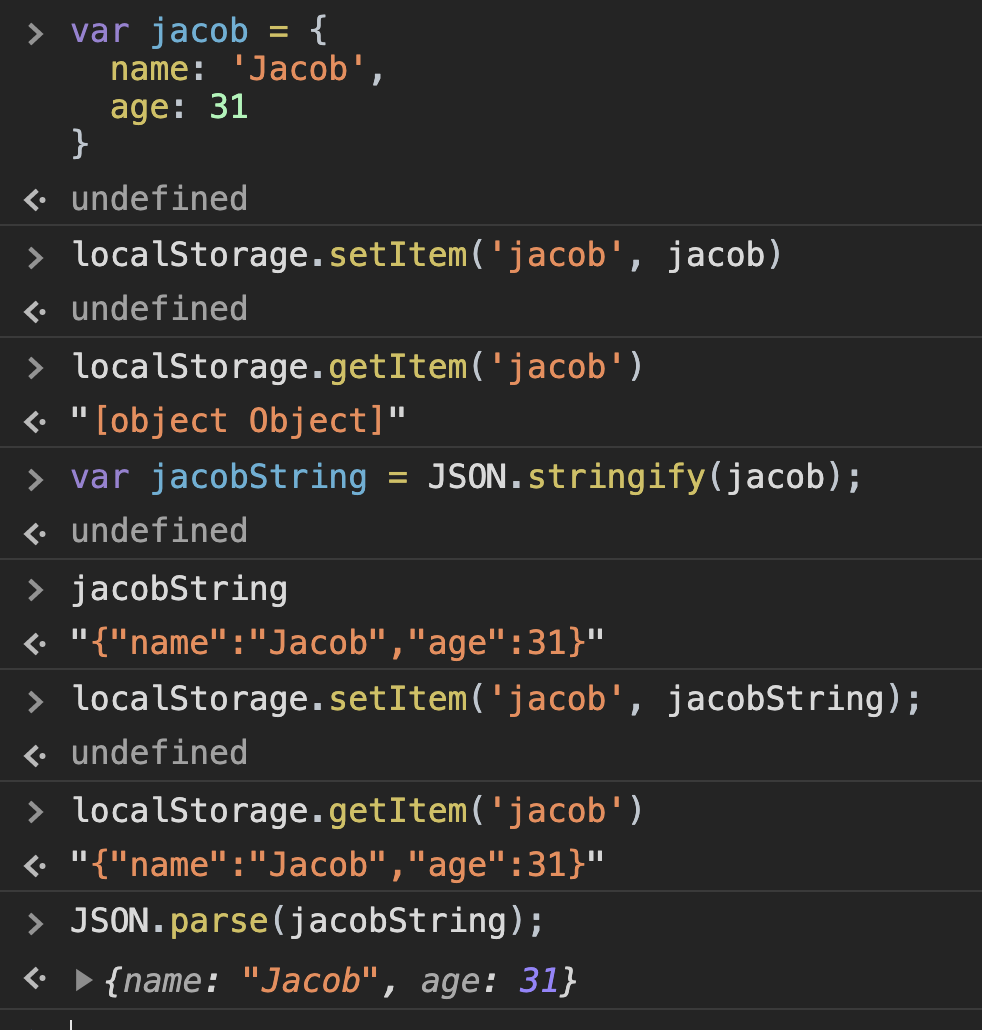 var jacob = {
name: 'Jacob',
age: 31
}
undefined
localStorage.setItem('jacob', jacob)
undefined
localStorage.getItem('jacob')
"[object Object]"
var jacobString = JSON.stringify(jacob);
undefined
jacobString
"{"name":"Jacob","age":31}"
localStorage.setItem('jacob', jacobString);
undefined
localStorage.getItem('jacob')
"{"name":"Jacob","age":31}"
JSON.parse(jacobString);
{name: "Jacob", age: 31}